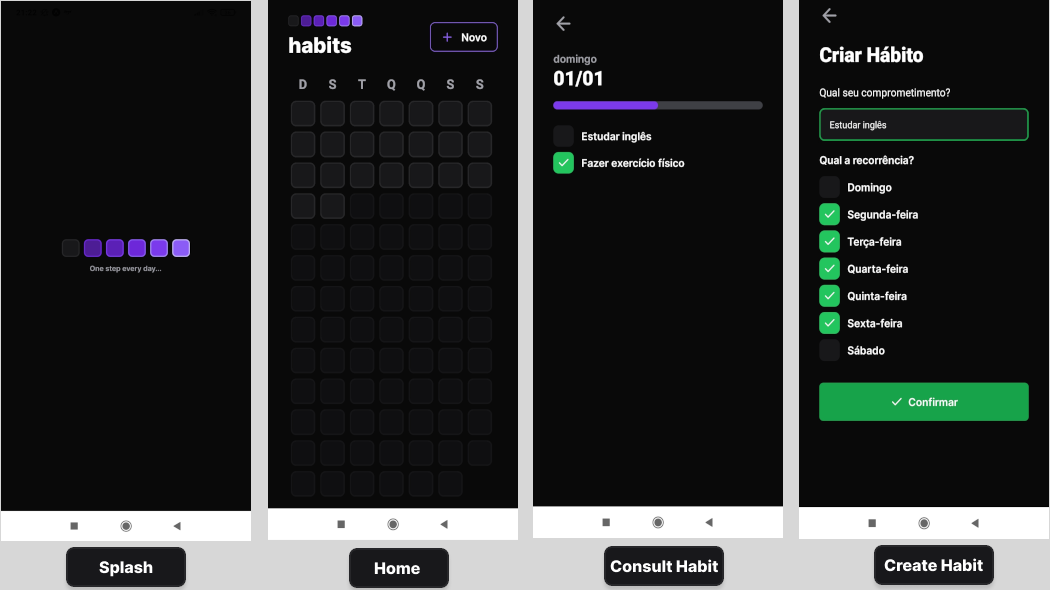 One step every day...
Splash
habits
+ Novo
D S T Q Q S S
Home
domingo
01/01
Estudar inglês
Fazer exercício físico
Consult Habit
Criar Hábito
Qual seu comprometimento?
Estudar inglês
Qual a recorrência?
Domingo
Segunda-feira
Terça-feira
Quarta-feira
Quinta-feira
Sexta-feira
Sábado
Confirmar
Create Habit